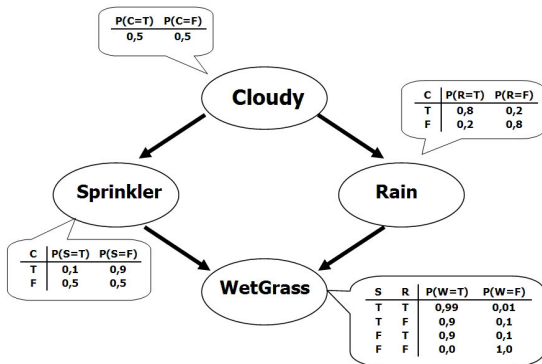 P(C=T) P(C=F)
0,5 0,5
Cloudy
C P(R=T) P(R=F)
T 0,8 0,2
F 0,2 0,8
Sprinkler
Rain
C P(S=T) P(S=F)
T 0,1 0,9
F 0,5 0,5
WetGrass
S R P(W=T) P(W=F)
T T 0,99 0,01
T F 0,9 0,1
F T 0,9 0,1
F F 0,0 1,0